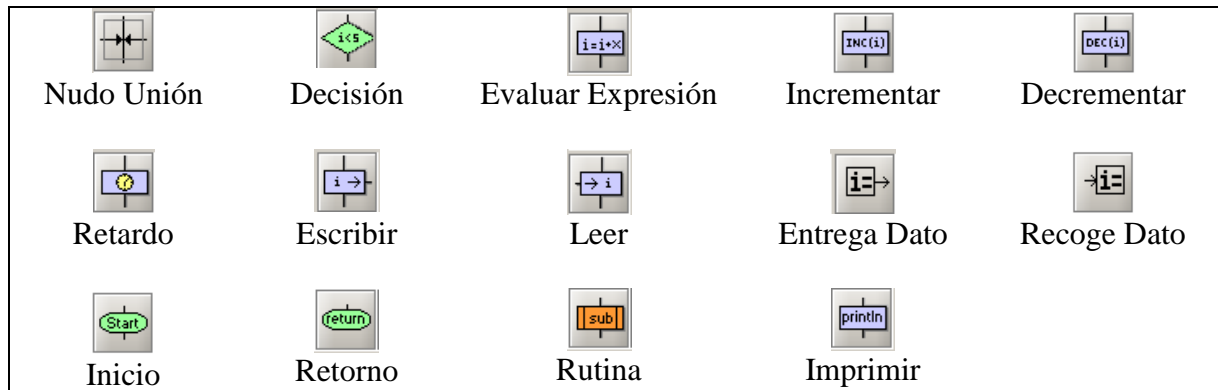 i<5 i=i+X INC(i) DEC(i)
Nudo Unión Decisión Evaluar Expresión Incrementar Decrementar
i → → i i=→ →i=
Retardo Escribir Leer Entrega Dato Recoge Dato
Start return sub println
Inicio Retorno Rutina Imprimir